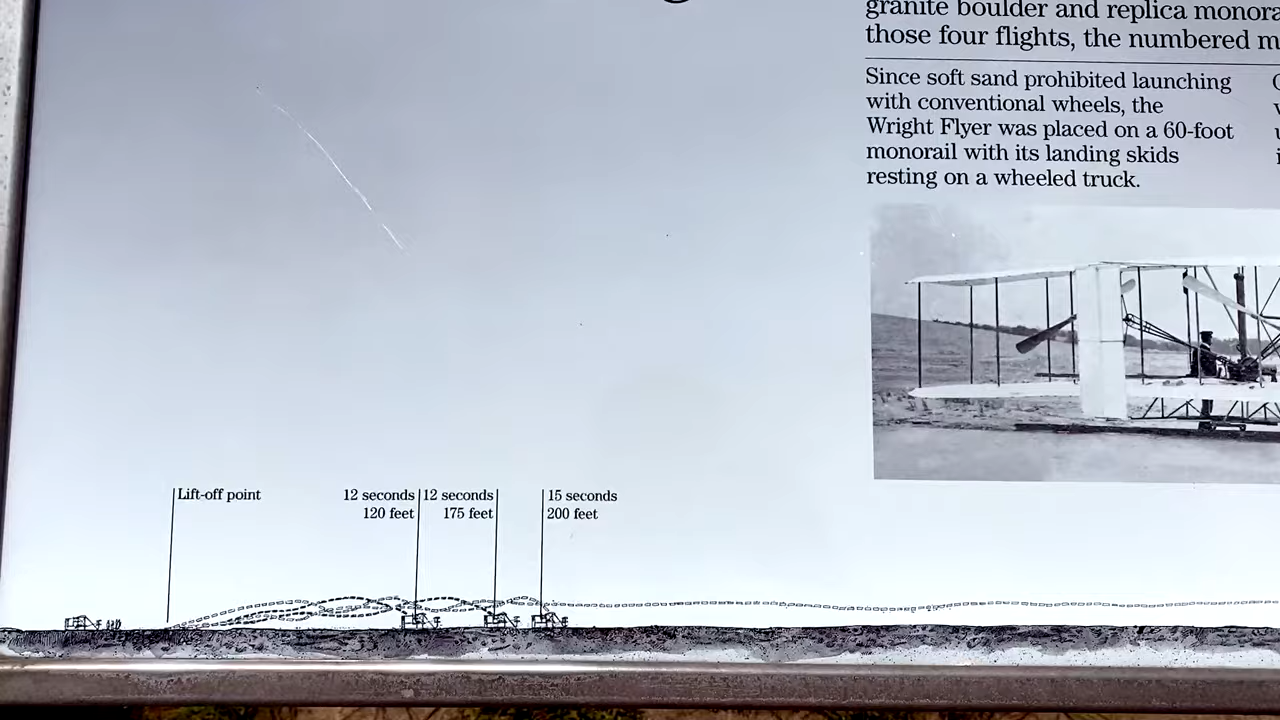 granite boulder and replica
those four flights, the numbered
Since soft sand prohibited launching
with conventional wheels, the
Wright Flyer was placed on a 60-foot
monorail with its landing skids
resting on a wheeled truck.
Lift-off point
12 seconds
120 feet
12 seconds
175 feet
15 seconds
200 feet